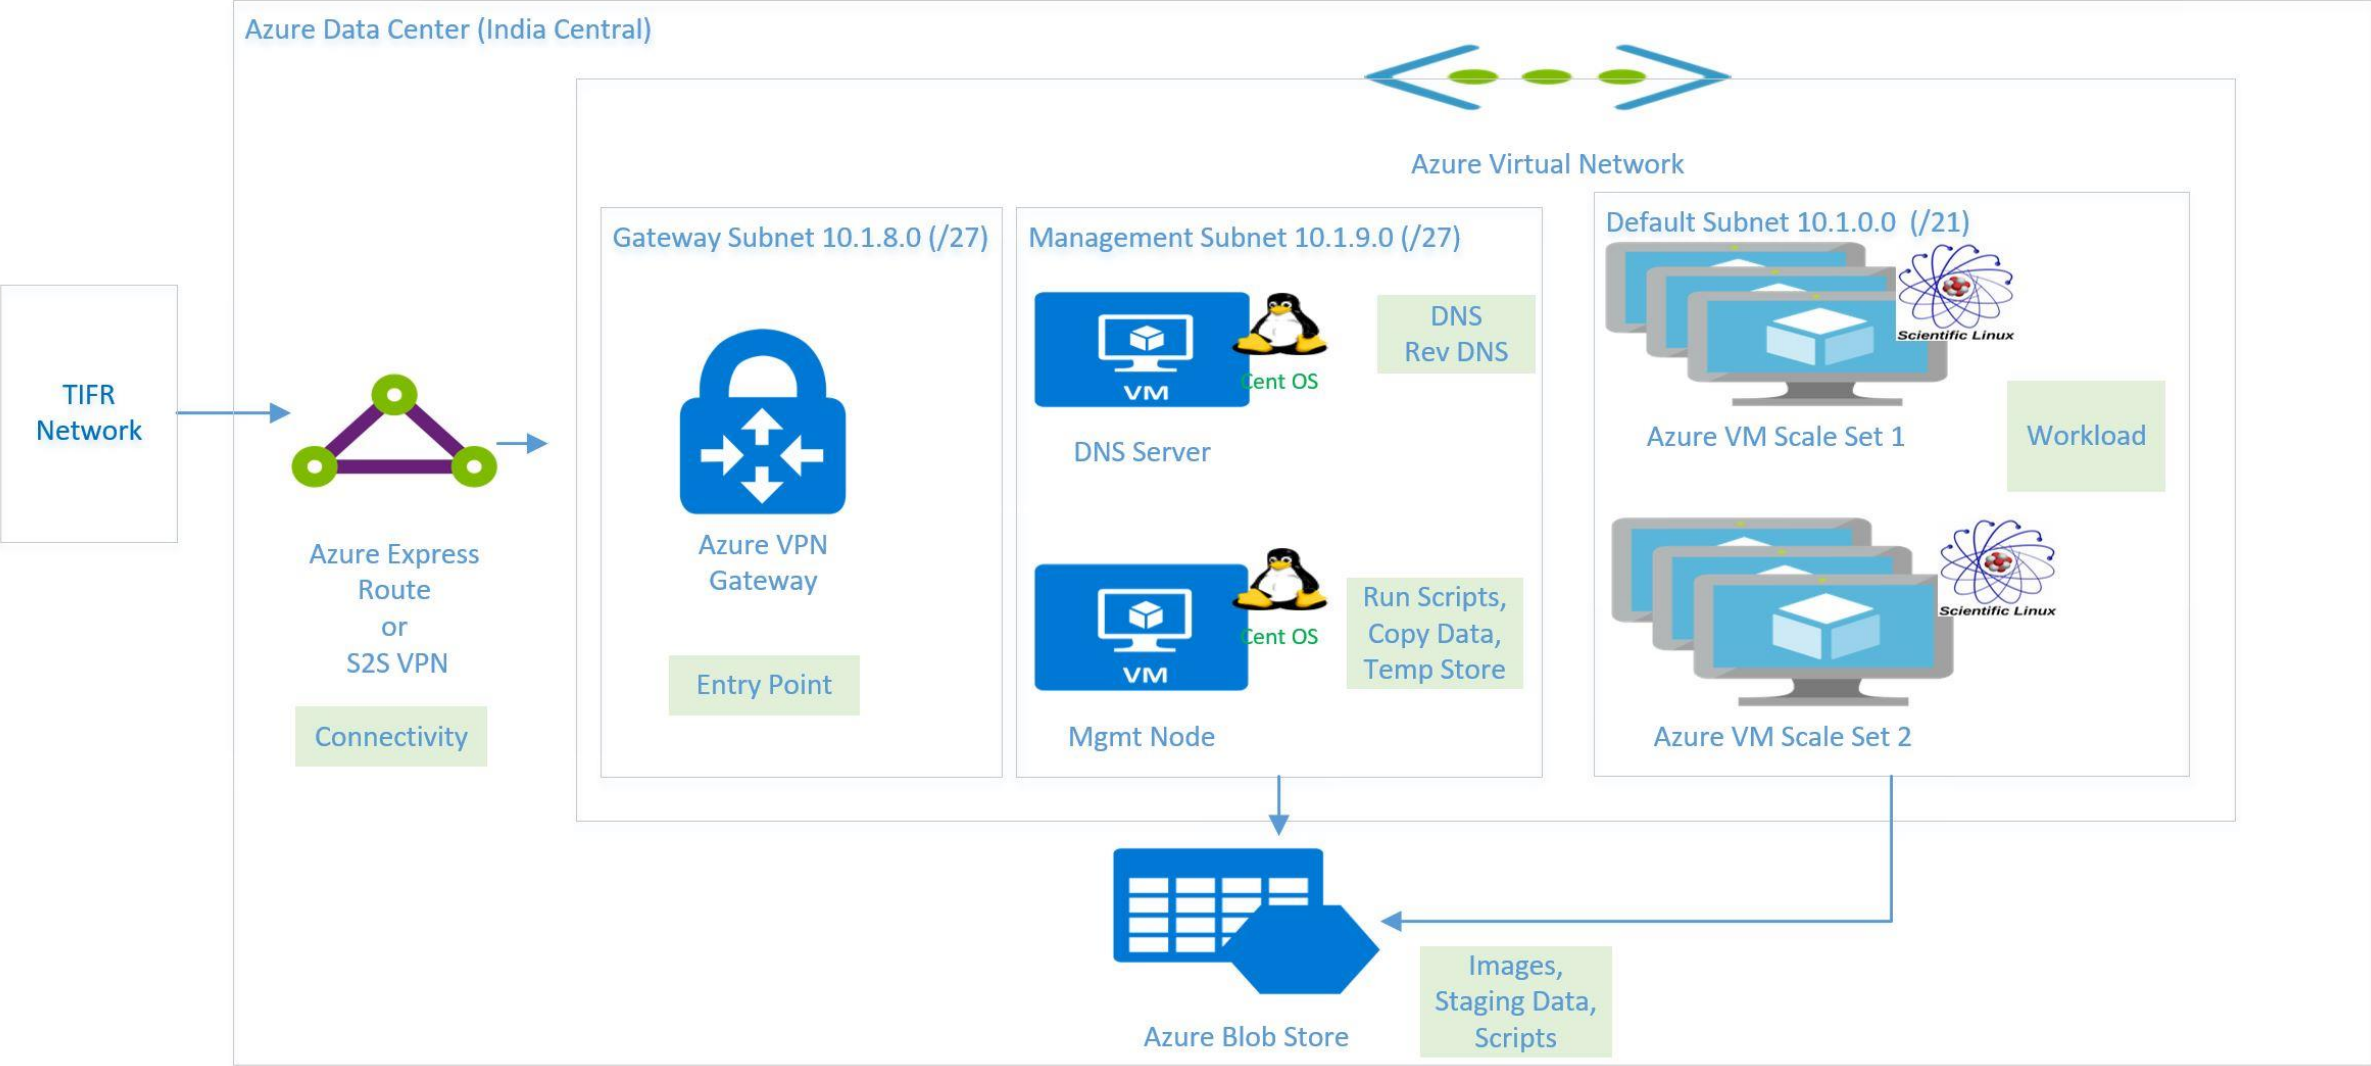 Azure Data Center (India Central)
Azure Virtual Network
TIFR
Network
Azure Express
Route
or
S2S VPN
Connectivity
Gateway Subnet 10.1.8.0 (/27)
Azure VPN
Gateway
Entry Point
Management Subnet 10.1.9.0 (/27)
VM
Cent OS
DNS
Rev DNS
DNS Server
VM
Cent OS
Run Scripts,
Copy Data,
Temp Store
Mgmt Node
Default Subnet 10.1.0.0 (/21)
Scientific Linux
Azure VM Scale Set 1
Workload
Scientific Linux
Azure VM Scale Set 2
Azure Blob Store
Images,
Staging Data,
Scripts